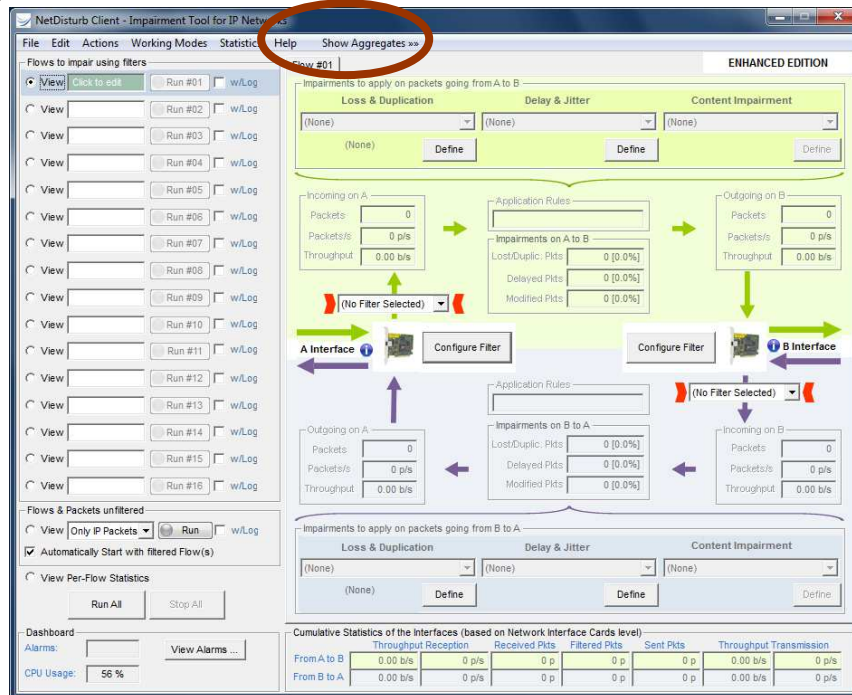 NetDisturb Client - Impairment Tool for IP Networks
File Edit Actions Working Modes Statistics Help Show Aggregates »»
Flows to impair using filters
View Click to edit Run #01 w/Log
View Run #02 w/Log
View Run #03 w/Log
View Run #04 w/Log
View Run #05 w/Log
View Run #06 w/Log
View Run #07 w/Log
View Run #08 w/Log
View Run #09 w/Log
View Run #10 w/Log
View Run #11 w/Log
View Run #12 w/Log
View Run #13 w/Log
View Run #14 w/Log
View Run #15 w/Log
View Run #16 w/Log
Flows & Packets unfiltered
View Only IP Packets Run w/Log
Automatically Start with filtered Flow(s)
View Per-Flow Statistics
Run All Stop All
Dashboard
Alarms: View Alarms ...
CPU Usage: 56 %
Flow #01 ENHANCED EDITION
Impairments to apply on packets going from A to B
Loss & Duplication Delay & Jitter Content Impairment
(None) (None) (None)
(None) Define Define Define
Incoming on A
Packets 0
Packets/s 0 p/s
Throughput 0.00 b/s
Application Rules
Impairments on A to B
Lost/Duplic. Pkts 0 [0.0%]
Delayed Pkts 0 [0.0%]
Modified Pkts 0 [0.0%]
Outgoing on B
Packets 0
Packets/s 0 p/s
Throughput 0.00 b/s
(No Filter Selected)
A Interface Configure Filter Configure Filter B Interface
(No Filter Selected)
Outgoing on A
Packets 0
Packets/s 0 p/s
Throughput 0.00 b/s
Application Rules
Impairments on B to A
Lost/Duplic. Pkts 0 [0.0%]
Delayed Pkts 0 [0.0%]
Modified Pkts 0 [0.0%]
Incoming on B
Packets 0
Packets/s 0 p/s
Throughput 0.00 b/s
Impairments to apply on packets going from B to A
Loss & Duplication Delay & Jitter Content Impairment
(None) (None) (None)
(None) Define Define Define
Cumulative Statistics of the Interfaces (based on Network Interface Cards level)
Throughput Reception Received Pkts Filtered Pkts Sent Pkts Throughput Transmission
From A to B 0.00 b/s 0 p/s 0 p 0 p 0 p 0.00 b/s 0 p/s
From B to A 0.00 b/s 0 p/s 0 p 0 p 0 p 0.00 b/s 0 p/s